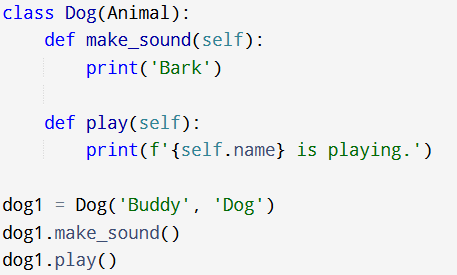 class Dog(Animal):
    def make_sound(self):
        print('Bark')

    def play(self):
        print(f'{self.name} is playing.')

dog1 = Dog('Buddy', 'Dog')
dog1.make_sound()
dog1.play()